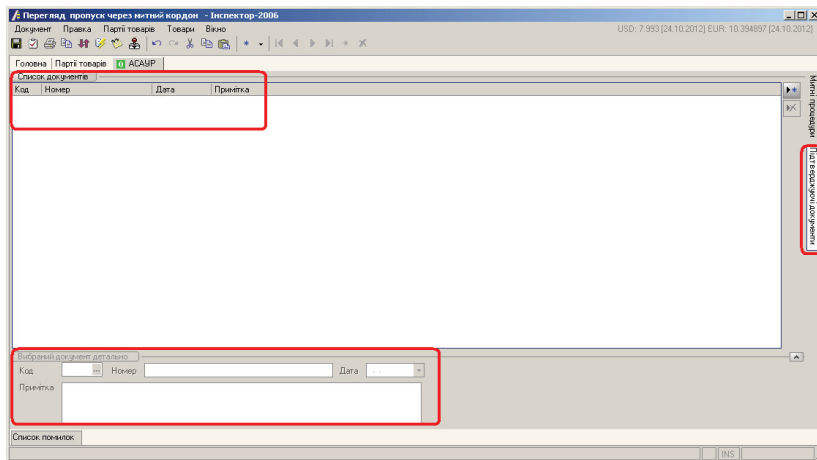 Перегляд пропуск через митний кордон - Інспектор-2006
Документ Правка Партії товарів Товари Вікно
USD: 7.993 [24.10.2012] EUR: 10.394897 [24.10.2012]
Головна Партії товарів АСАУР
Список документів
Код Номер Дата Примітка
Митні процедури
Підтверджуючі документи
Вибраний документ детально
Код Номер Дата
Примітка
Список помилок
INS